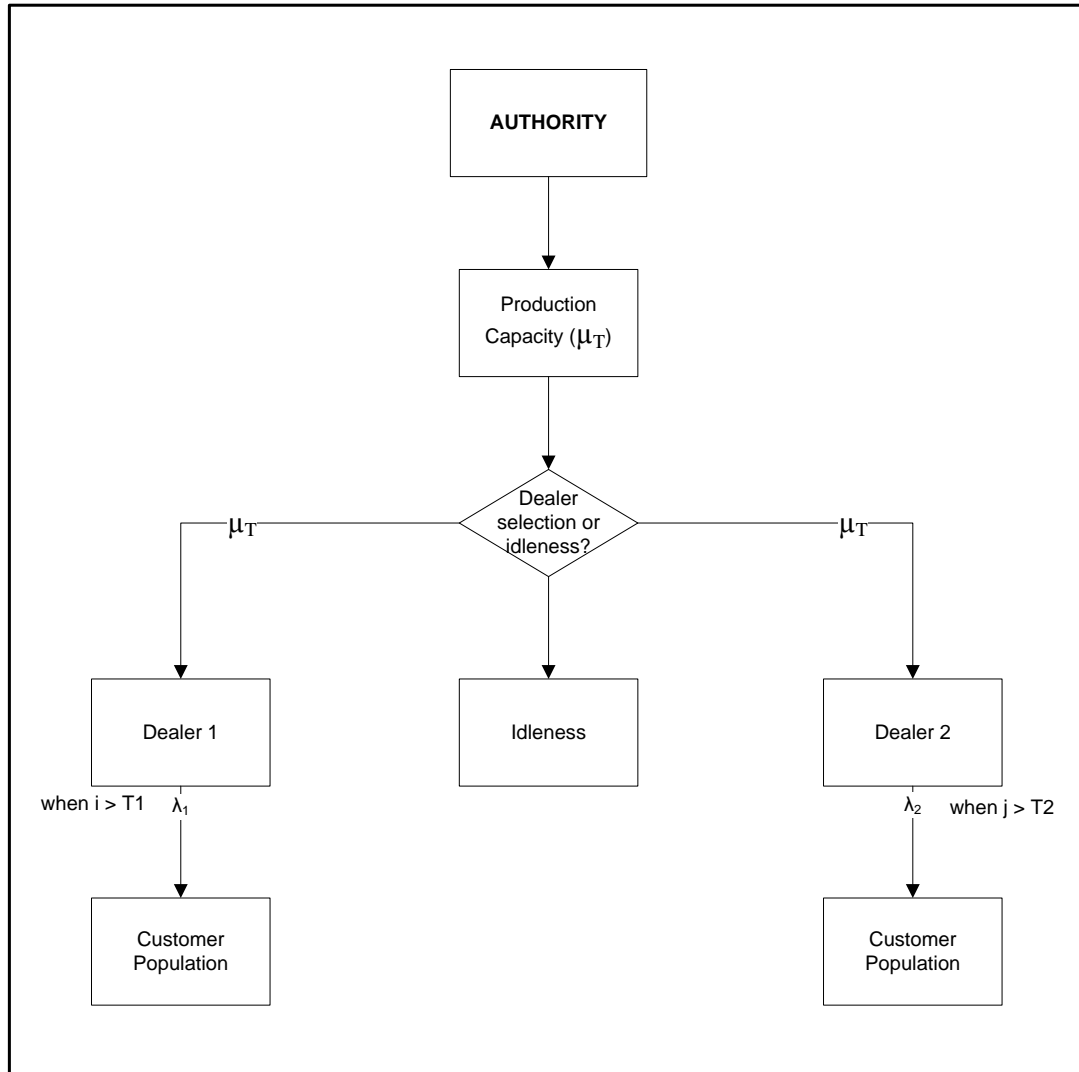 AUTHORITY
Production
Capacity (μT)
Dealer
selection or
idleness?
μT
μT
Dealer 1
Idleness
Dealer 2
when i > T1
λ1
λ2
when j > T2
Customer
Population
Customer
Population